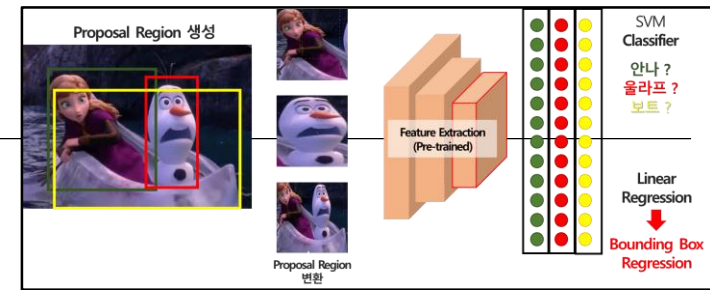 Proposal Region 생성
Proposal Region
변환
Feature Extraction
(Pre-trained)
SVM
Classifier
안나 ?
울라프 ?
보트 ?
Linear
Regression
Bounding Box
Regression